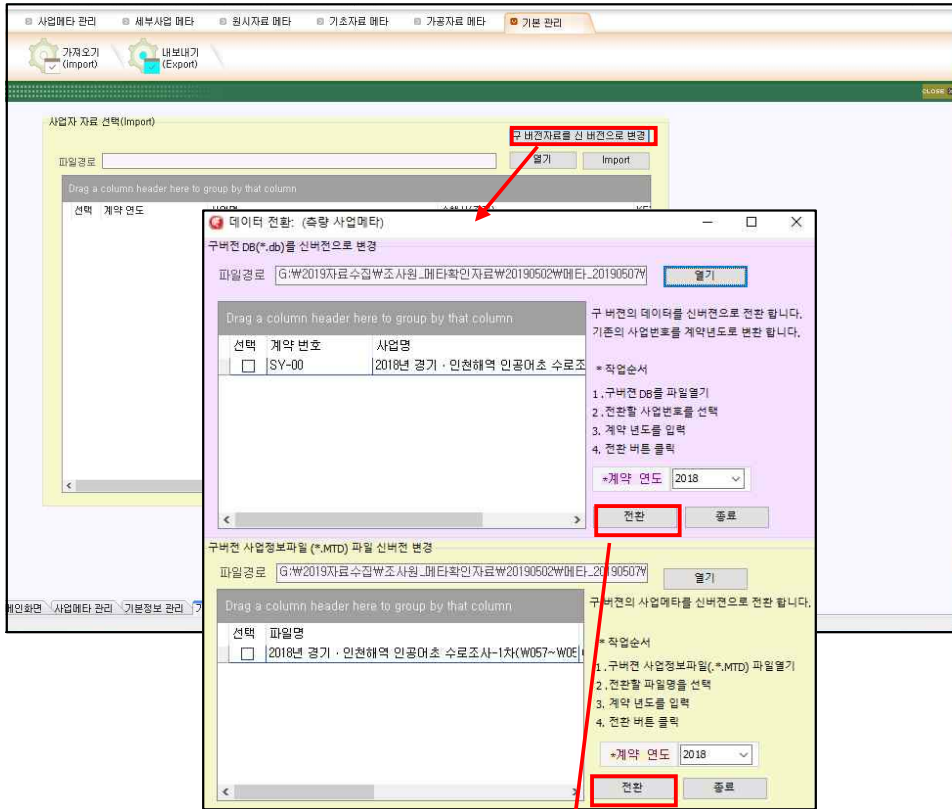 사업메타 관리 세부사업 메타 원시자료 메타 기초자료 메타 가공자료 메타 기본 관리
가져오기 (Import) 내보내기 (Export)
CLOSE
사업자 자료 선택(Import)
구 버전자료를 신 버전으로 변경
파일경로 열기 Import
Drag a column header here to group by that column
선택 계약 연도
데이터 전환: (측량 사업메타)
구버전 DB(*.db)를 신버전으로 변경
파일경로 G:₩2019자료수집₩조사원_메타확인자료₩20190502₩메타_20190507₩ 열기
Drag a column header here to group by that column
선택 계약 번호 사업명
SY-00 2018년 경기ㆍ인천해역 인공어초 수로조
구 버전의 데이터를 신버전으로 전환 합니다.
기존의 사업번호를 계약년도로 변환 합니다.
* 작업순서
1.구버젼 DB를 파일열기
2.전환할 사업번호를 선택
3. 계약 년도를 입력
4. 전환 버튼 클릭
*계약 연도 2018
전환 종료
구버전 사업정보파일 (*.MTD) 파일 신버전 변경
파일경로 G:₩2019자료수집₩조사원_메타확인자료₩20190502₩메타_20190507₩ 열기
Drag a column header here to group by that column
선택 파일명
2018년 경기ㆍ인천해역 인공어초 수로조사-1차(W057~W05
구 버전의 사업메타를 신버전으로 전환 합니다.
* 작업순서
1.구버젼 사업정보파일(.*.MTD) 파일열기
2.전환할 파일명을 선택
3. 계약 년도를 입력
4. 전환 버튼 클릭
*계약 연도 2018
전환 종료
메인화면 사업메타 관리 기본정보 관리